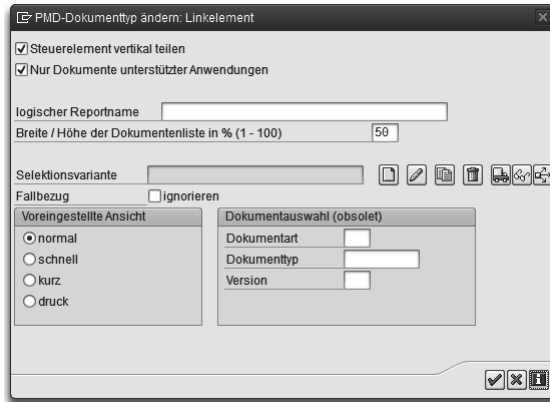 PMD-Dokumenttyp ändern: Linkelement
Steuerelement vertikal teilen
Nur Dokumente unterstützter Anwendungen
logischer Reportname
Breite / Höhe der Dokumentenliste in % (1 - 100) 50
Selektionsvariante
Fallbezug ignorieren
Voreingestellte Ansicht Dokumentauswahl (obsolet)
normal Dokumentart
schnell Dokumenttyp
kurz Version
druck